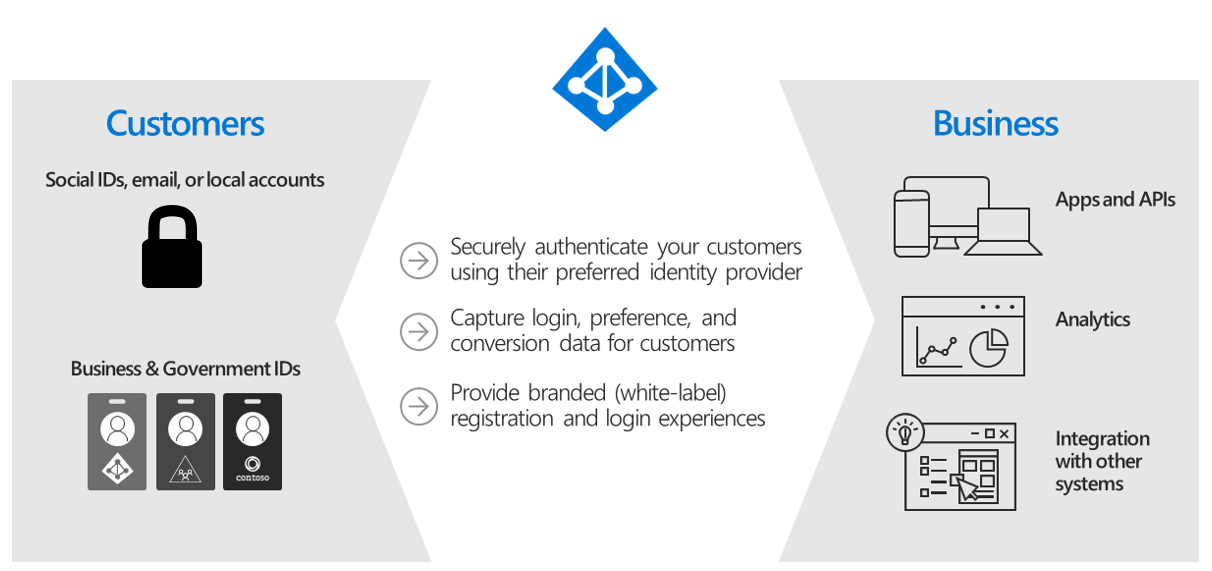 Customers
Social IDs, email, or local accounts
Business & Government IDs
contoso
Securely authenticate your customers
using their preferred identity provider
Capture login, preference, and
conversion data for customers
Provide branded (white-label)
registration and login experiences
Business
Apps and APIs
Analytics
Integration
with other
systems